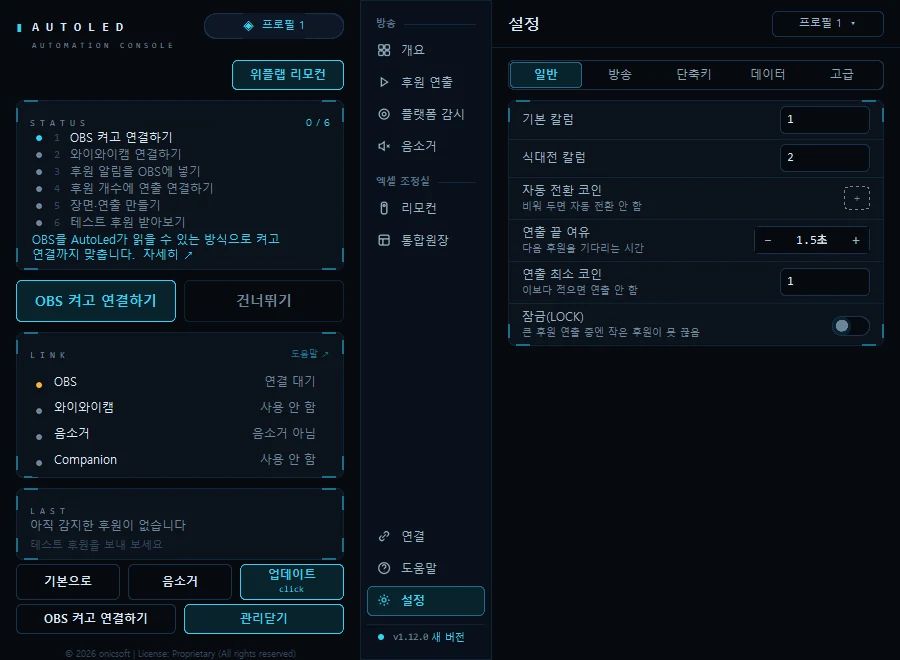 AUTOLED
AUTOMATION CONSOLE
프로필 1
위플랩 리모컨
STATUS
0 / 6
1 OBS 켜고 연결하기
2 와이와이캠 연결하기
3 후원 알림을 OBS에 넣기
4 후원 개수에 연출 연결하기
5 장면·연출 만들기
6 테스트 후원 받아보기
OBS를 AutoLed가 읽을 수 있는 방식으로 켜고
연결까지 맞춥니다. 자세히 ↗
OBS 켜고 연결하기
건너뛰기
LINK
도움말 ↗
OBS 연결 대기
와이와이캠 사용 안 함
음소거 음소거 아님
Companion 사용 안 함
LAST
아직 감지한 후원이 없습니다
테스트 후원을 보내 보세요
기본으로
음소거
업데이트
click
OBS 켜고 연결하기
관리닫기
© 2026 onicsoft | License: Proprietary (All rights reserved)
방송
개요
후원 연출
플랫폼 감시
음소거
엑셀 조정실
리모컨
통합원장
연결
도움말
설정
v1.12.0 새 버전
설정
프로필 1
일반
방송
단축키
데이터
고급
기본 칼럼 1
식대전 칼럼 2
자동 전환 코인
비워 두면 자동 전환 안 함
+
연출 끝 여유
다음 후원을 기다리는 시간
− 1.5초 +
연출 최소 코인
이보다 적으면 연출 안 함
1
잠금(LOCK)
큰 후원 연출 중엔 작은 후원이 못 끊음